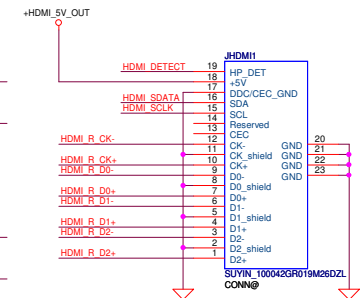 +HDMI_5V_OUT
JHDMI1
HDMI_DETECT 19 HP_DET
18 +5V
17 DDC/CEC_GND
HDMI_SDATA 16 SDA
HDMI_SCLK 15 SCL
14 Reserved
13 CEC
HDMI_R_CK- 12 CK- GND 20
11 CK_shield GND 21
HDMI_R_CK+ 10 CK+ GND 22
HDMI_R_D0- 9 D0- GND 23
8 D0_shield
HDMI_R_D0+ 7 D0+
HDMI_R_D1- 6 D1-
5 D1_shield
HDMI_R_D1+ 4 D1+
HDMI_R_D2- 3 D2-
2 D2_shield
HDMI_R_D2+ 1 D2+
SUYIN_100042GR019M26DZL
CONN@